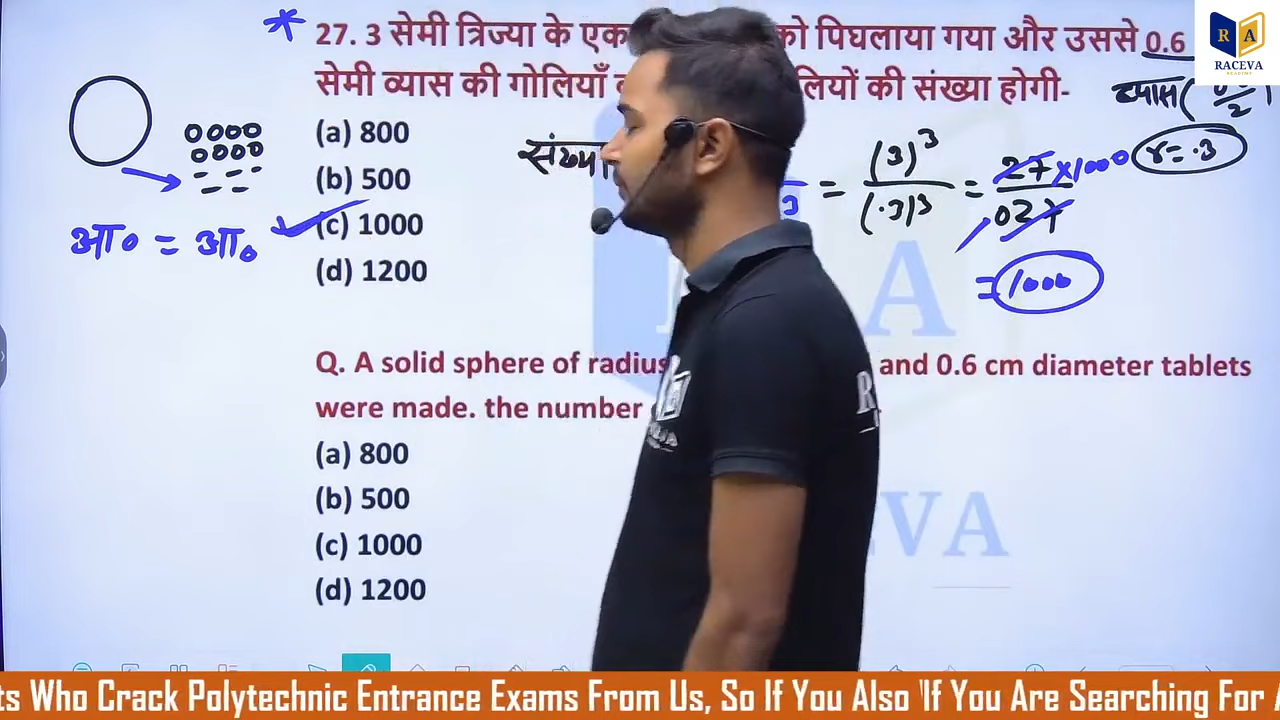 27. 3 सेमी त्रिज्या के एक को पिघलाया गया और उससे 0.6
सेमी व्यास की गोलियाँ लियों की संख्या होगी-
(a) 800
(b) 500
(c) 1000
(d) 1200
आ० = आ०
संख्या
= (3)³ / (.3)³ = 27 × 1000 / 027
= 1000
व्यास
r = .3
Q. A solid sphere of radius and 0.6 cm diameter tablets
were made. the number
(a) 800
(b) 500
(c) 1000
(d) 1200
R A
RACEVA
ACADEMY
A
EVA
ts Who Crack Polytechnic Entrance Exams From Us, So If You Also 'If You Are Searching For